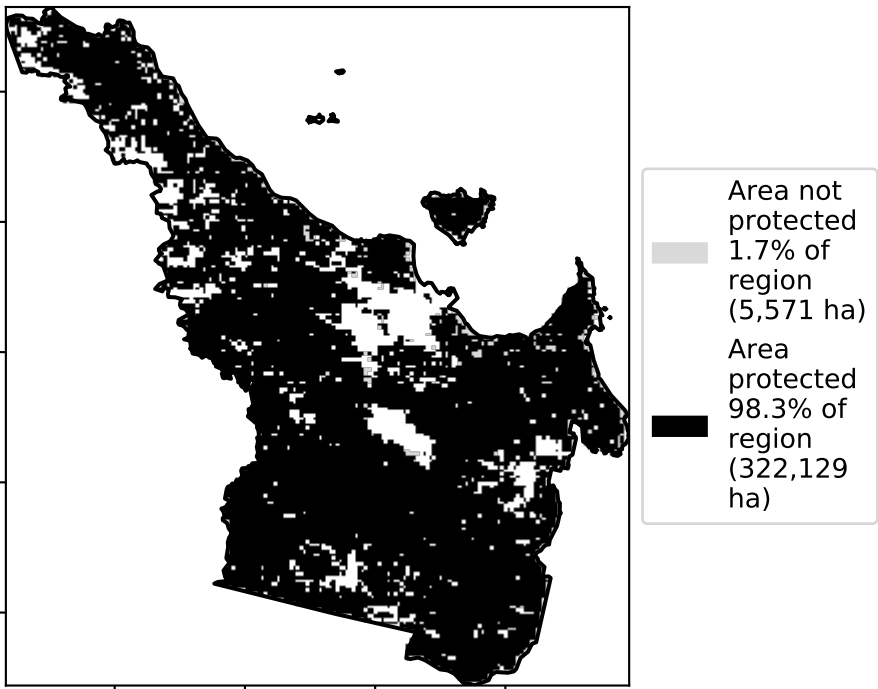 Area not
protected
1.7% of
region
(5,571 ha)
Area
protected
98.3% of
region
(322,129
ha)